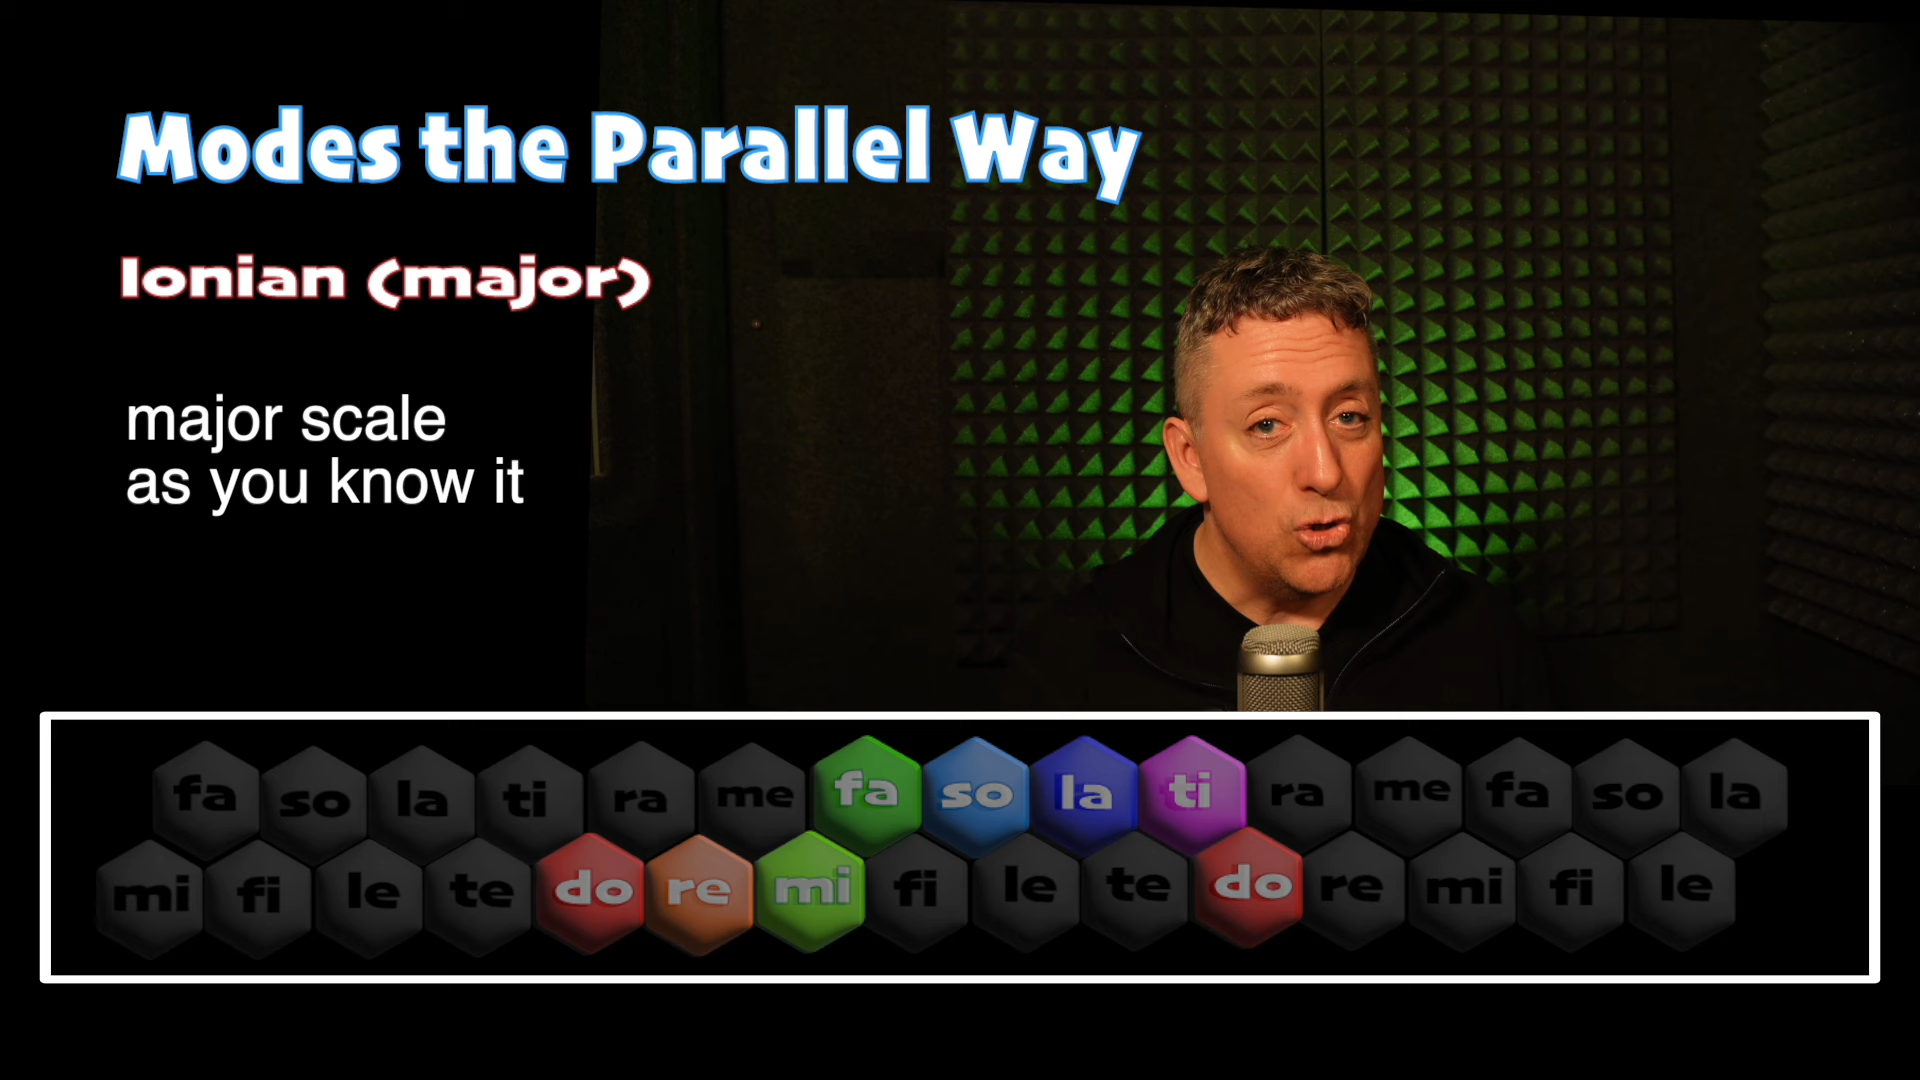 Modes the Parallel Way
Ionian (major)
major scale
as you know it
fa so la ti ra me fa so la ti ra me fa so la
mi fi le te do re mi fi le te do re mi fi le